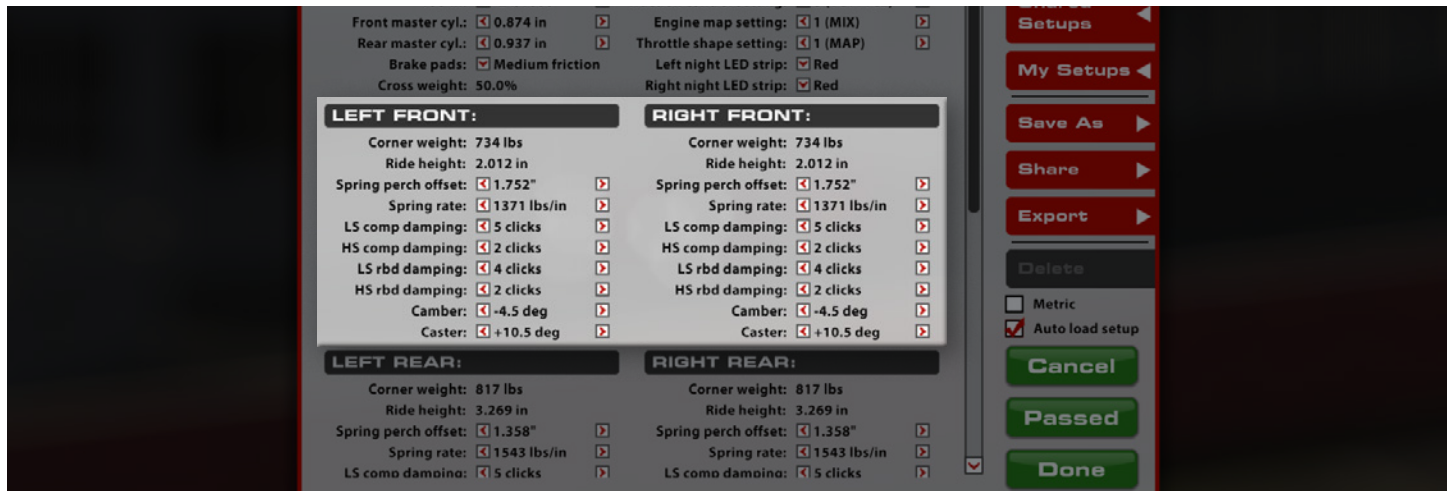 Setups
Front master cyl.: 0.874 in
Engine map setting: 1 (MIX)
Rear master cyl.: 0.937 in
Throttle shape setting: 1 (MAP)
Brake pads: Medium friction
Left night LED strip: Red
Cross weight: 50.0%
Right night LED strip: Red
My Setups
LEFT FRONT:
Corner weight: 734 lbs
Ride height: 2.012 in
Spring perch offset: 1.752"
Spring rate: 1371 lbs/in
LS comp damping: 5 clicks
HS comp damping: 2 clicks
LS rbd damping: 4 clicks
HS rbd damping: 2 clicks
Camber: -4.5 deg
Caster: +10.5 deg
RIGHT FRONT:
Corner weight: 734 lbs
Ride height: 2.012 in
Spring perch offset: 1.752"
Spring rate: 1371 lbs/in
LS comp damping: 5 clicks
HS comp damping: 2 clicks
LS rbd damping: 4 clicks
HS rbd damping: 2 clicks
Camber: -4.5 deg
Caster: +10.5 deg
LEFT REAR:
Corner weight: 817 lbs
Ride height: 3.269 in
Spring perch offset: 1.358"
Spring rate: 1543 lbs/in
LS comp damping: 5 clicks
RIGHT REAR:
Corner weight: 817 lbs
Ride height: 3.269 in
Spring perch offset: 1.358"
Spring rate: 1543 lbs/in
LS comp damping: 5 clicks
Save As
Share
Export
Delete
Metric
Auto load setup
Cancel
Passed
Done